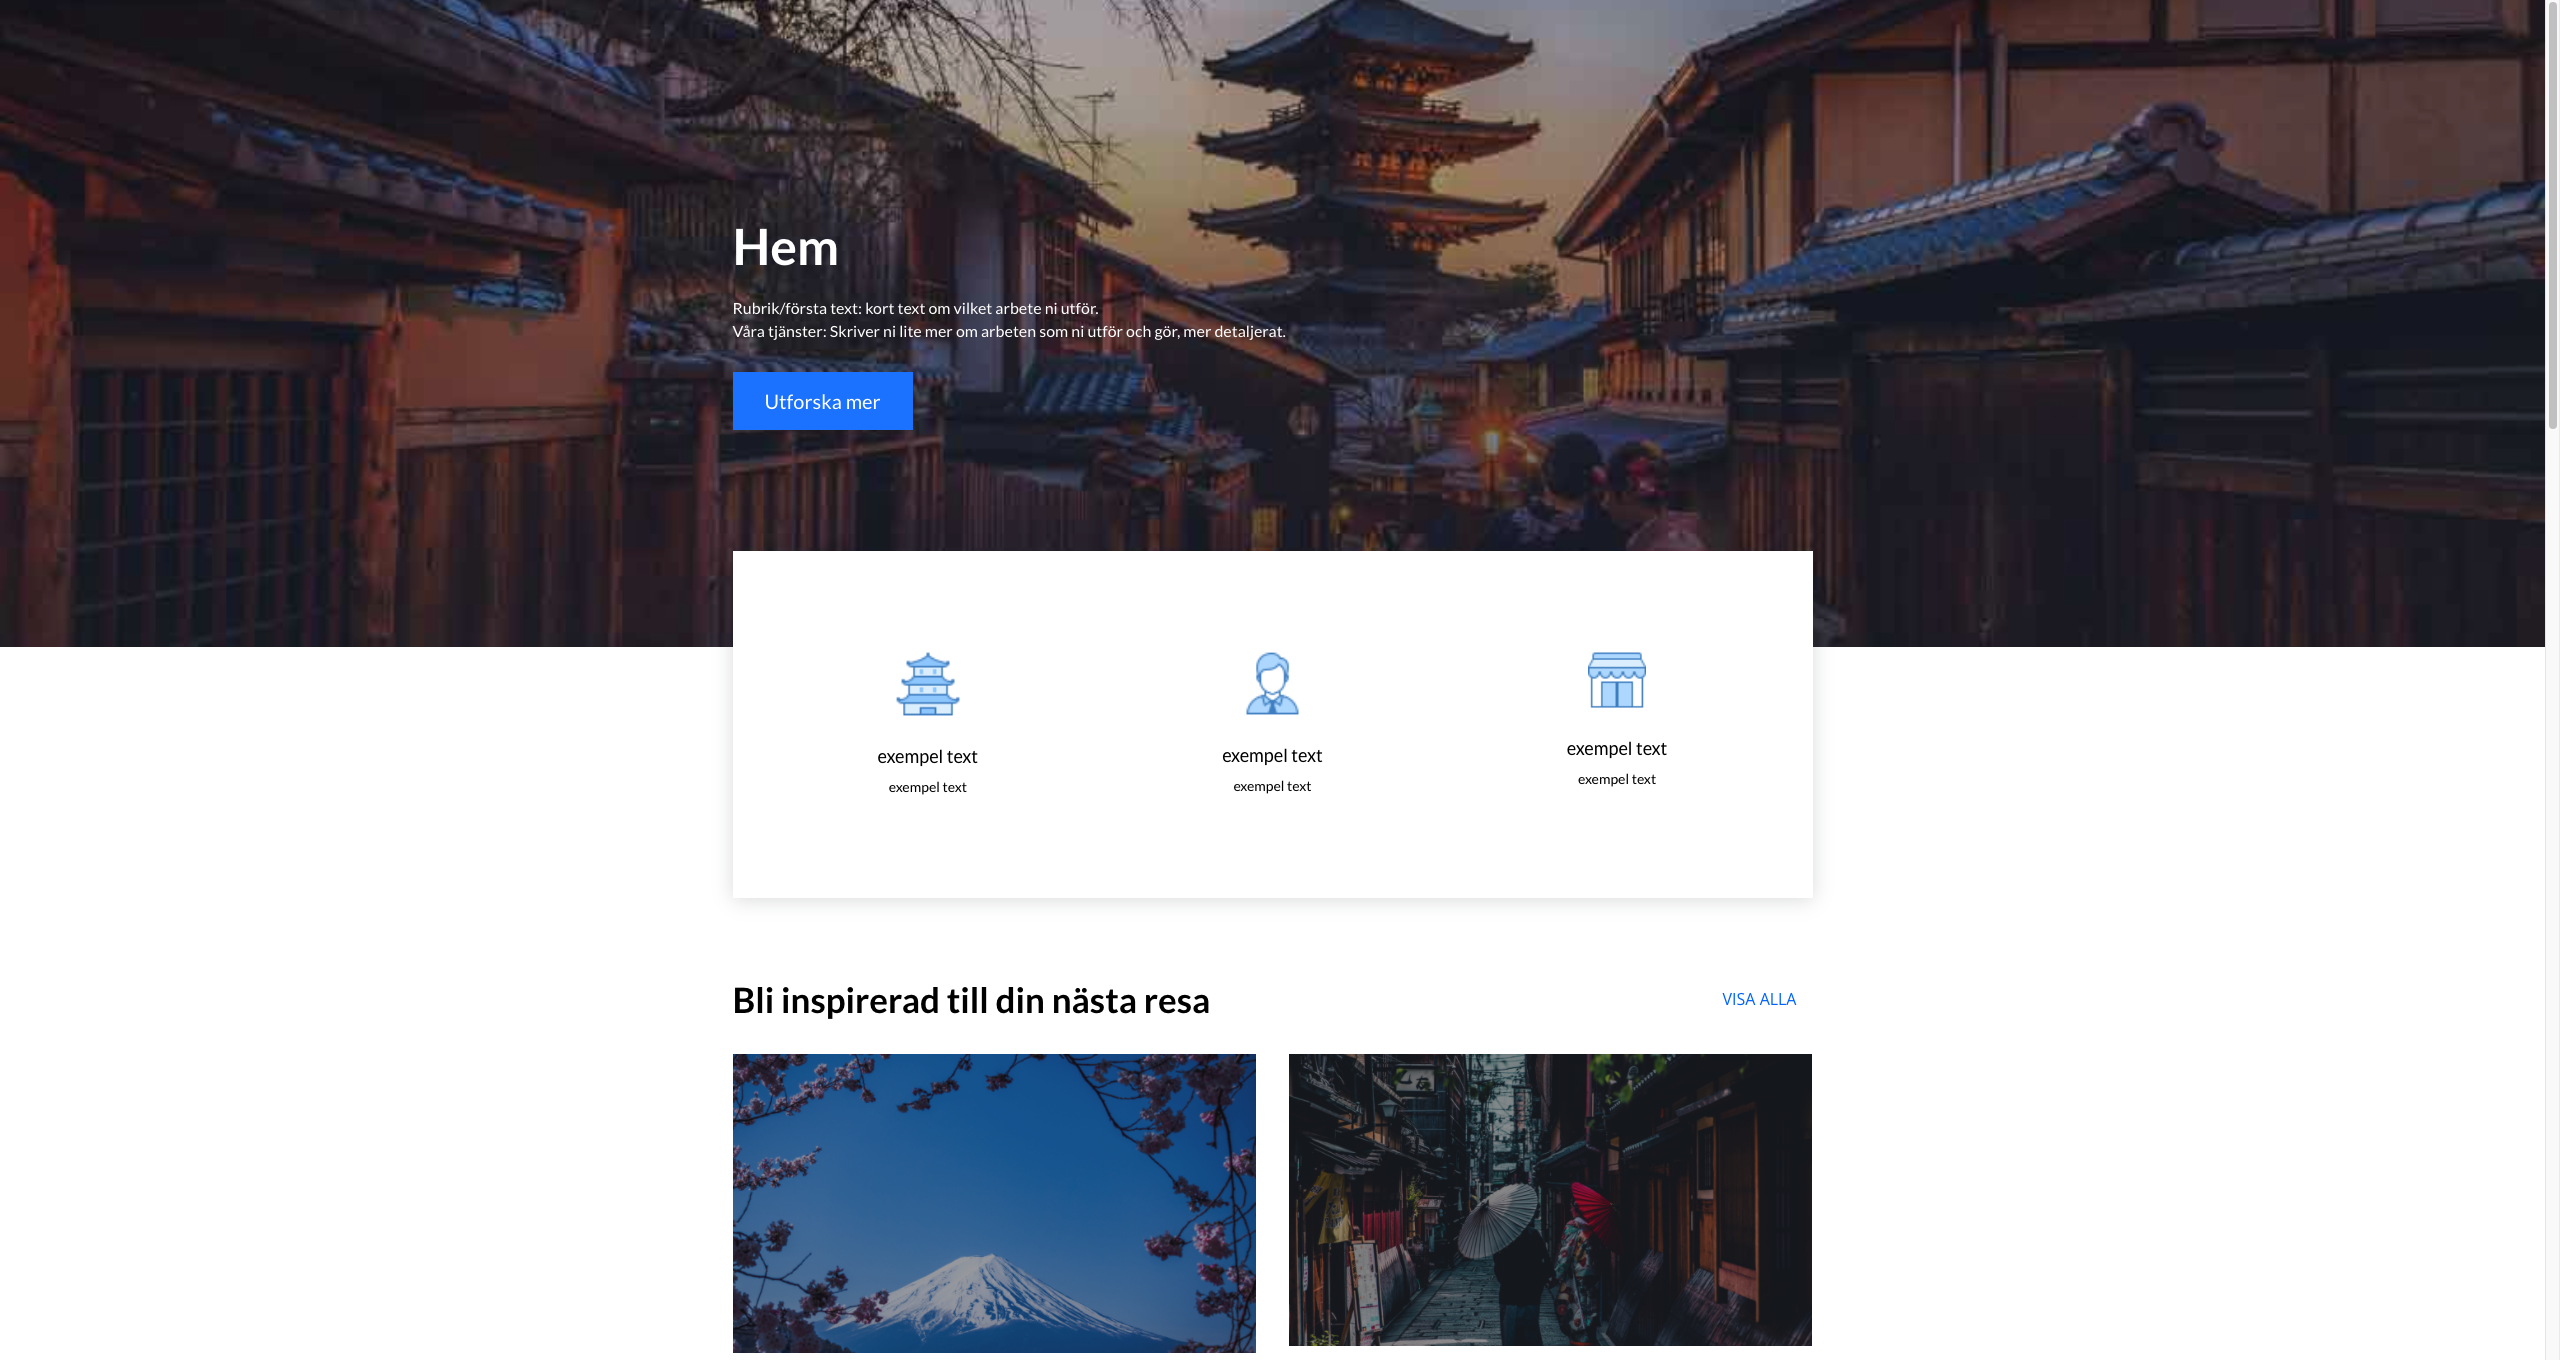 Hem
Rubrik/första text: kort text om vilket arbete ni utför.
Våra tjänster: Skriver ni lite mer om arbeten som ni utför och gör, mer detaljerat.
Utforska mer
exempel text
exempel text
exempel text
exempel text
exempel text
exempel text
Bli inspirerad till din nästa resa
VISA ALLA